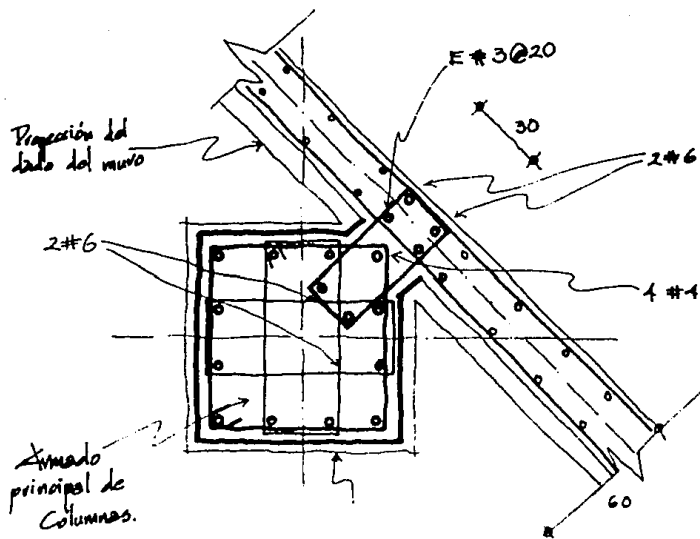 E # 3@20
30
Proyección del
dado del muro
2#6
2#6
4 #4
Armado
principal de
Columnas.
60